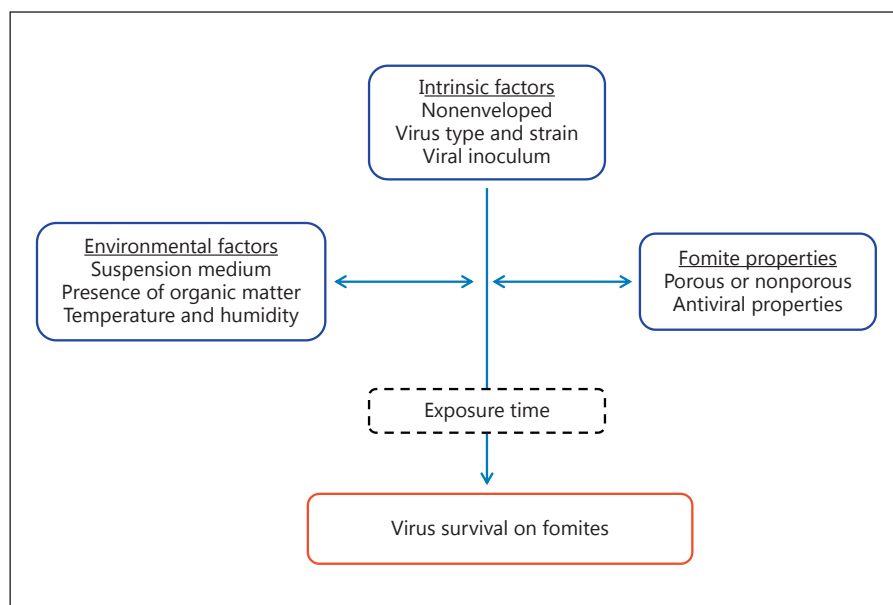 Intrinsic factors
Nonenveloped
Virus type and strain
Viral inoculum
Environmental factors
Suspension medium
Presence of organic matter
Temperature and humidity
Fomite properties
Porous or nonporous
Antiviral properties
Exposure time
Virus survival on fomites